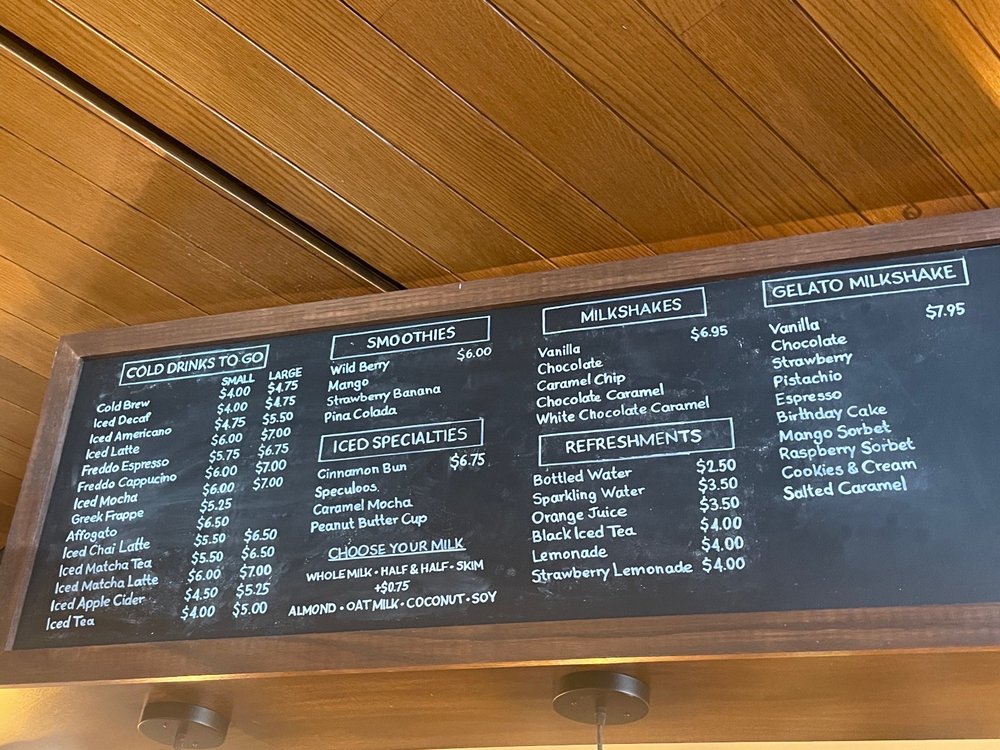 COLD DRINKS TO GO
SMALL LARGE
Cold Brew $4.00 $4.75
Iced Decaf $4.00 $4.75
Iced Americano $4.75 $5.50
Iced Latte $6.00 $7.00
Freddo Espresso $5.75 $6.75
Freddo Cappucino $6.00 $7.00
Iced Mocha $6.00 $7.00
Greek Frappe $5.25
Affogato $6.50
Iced Chai Latte $5.50 $6.50
Iced Matcha Tea $5.50 $6.50
Iced Matcha Latte $6.00 $7.00
Iced Apple Cider $4.50 $5.25
Iced Tea $4.00 $5.00
SMOOTHIES
$6.00
Wild Berry
Mango
Strawberry Banana
Pina Colada
ICED SPECIALTIES
Cinnamon Bun $6.75
Speculoos
Caramel Mocha
Peanut Butter Cup
CHOOSE YOUR MILK
WHOLE MILK • HALF & HALF • SKIM
+$0.75
ALMOND • OAT MILK • COCONUT • SOY
MILKSHAKES
$6.95
Vanilla
Chocolate
Caramel Chip
Chocolate Caramel
White Chocolate Caramel
REFRESHMENTS
Bottled Water $2.50
Sparkling Water $3.50
Orange Juice $3.50
Black Iced Tea $4.00
Lemonade $4.00
Strawberry Lemonade $4.00
GELATO MILKSHAKE
$7.95
Vanilla
Chocolate
Strawberry
Pistachio
Espresso
Birthday Cake
Mango Sorbet
Raspberry Sorbet
Cookies & Cream
Salted Caramel